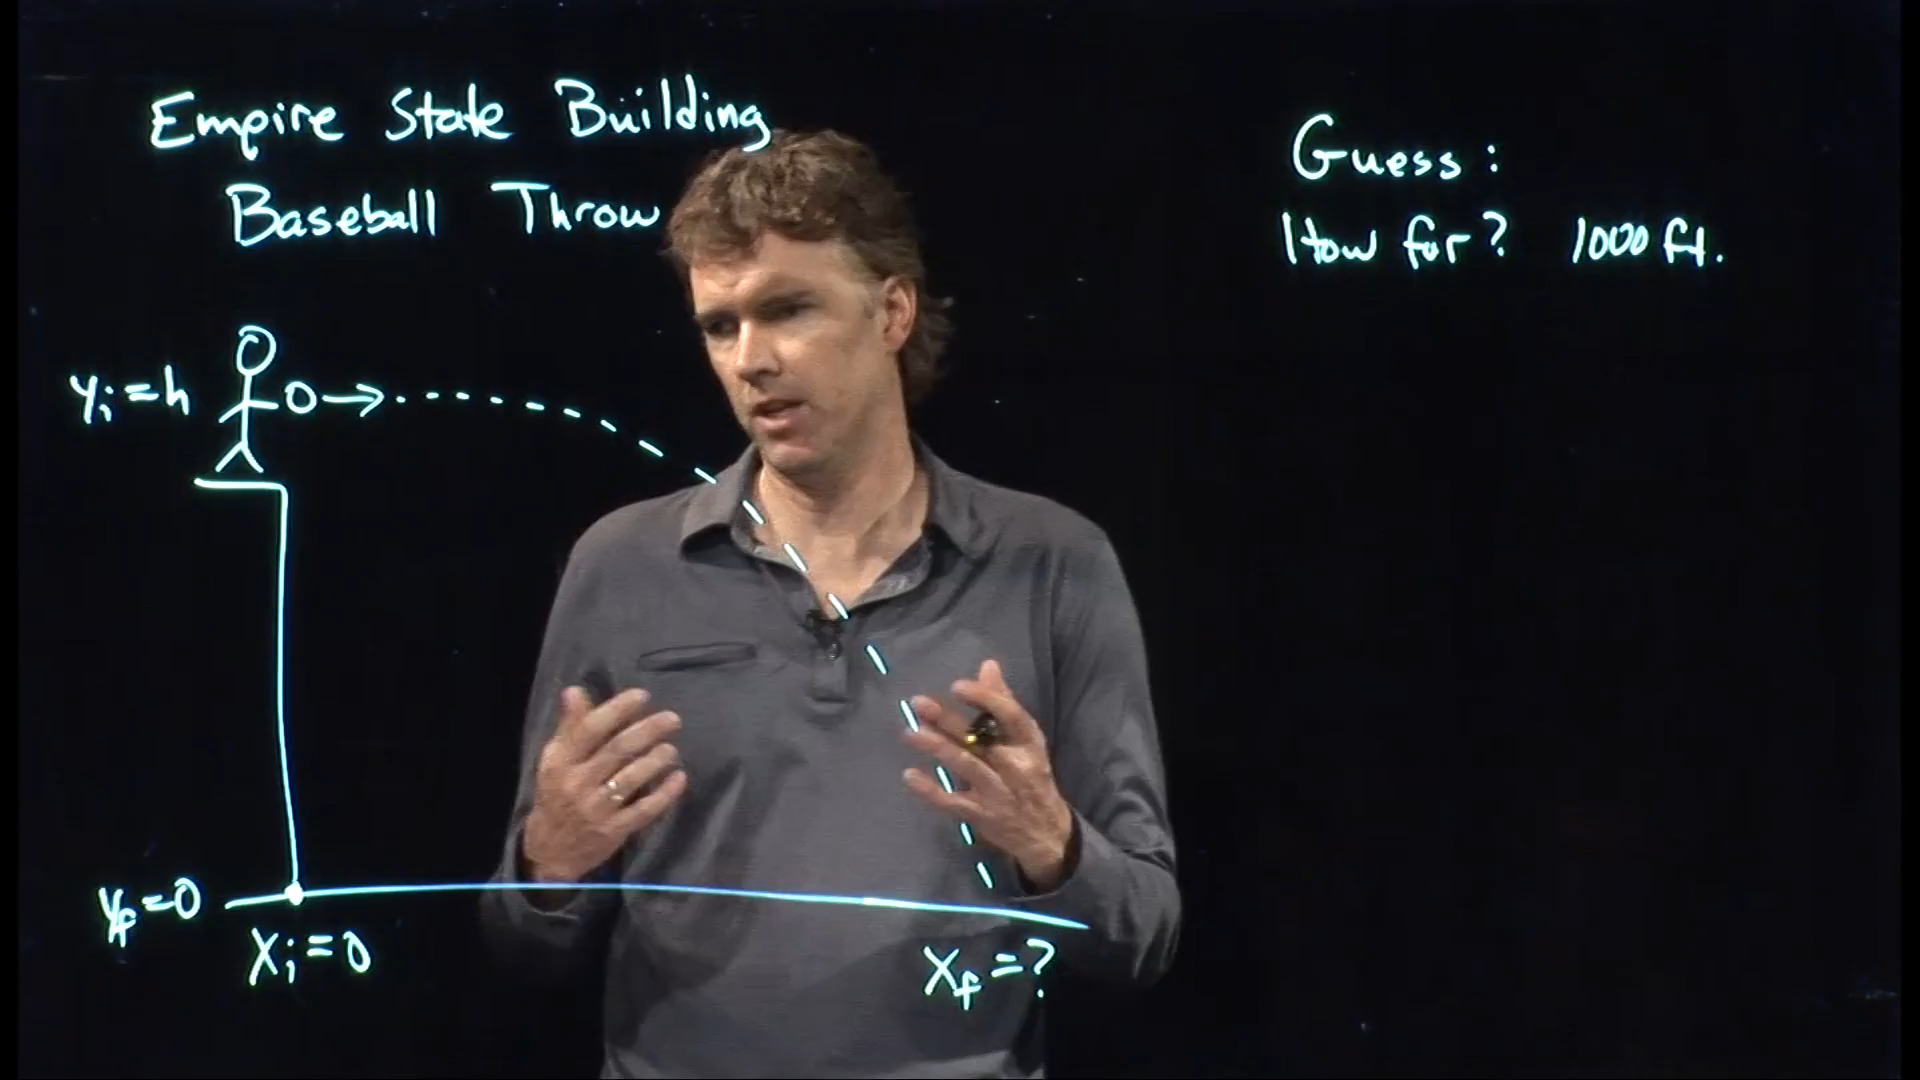 Empire State Building
Baseball Throw
Guess:
How far? 1000 ft.
yi=h
yf=0
xi=0
xf=?